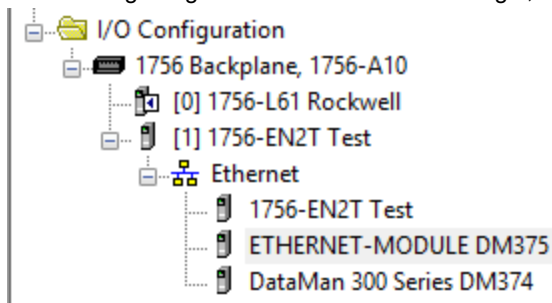 I/O Configuration
1756 Backplane, 1756-A10
[0] 1756-L61 Rockwell
[1] 1756-EN2T Test
Ethernet
1756-EN2T Test
ETHERNET-MODULE DM375
DataMan 300 Series DM374